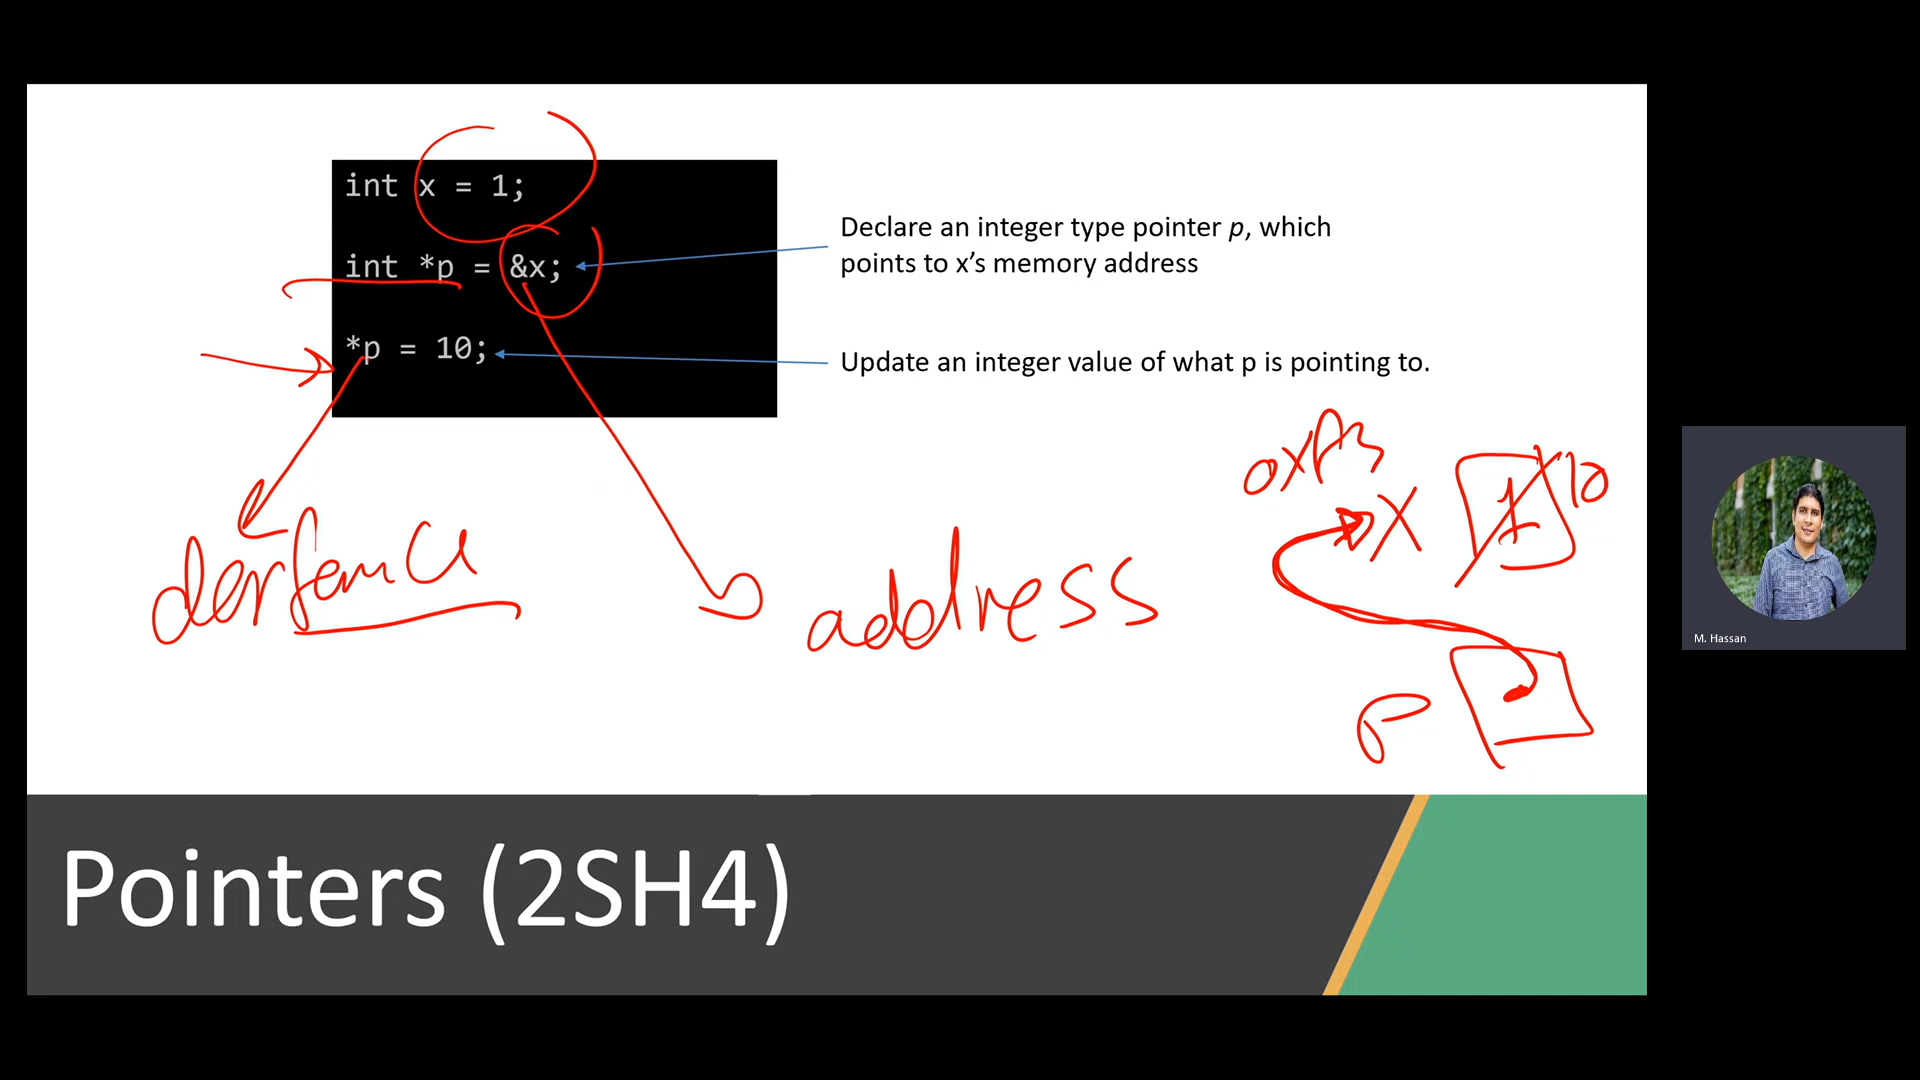 int x = 1;
int *p = &x;
*p = 10;
Declare an integer type pointer p, which
points to x’s memory address
Update an integer value of what p is pointing to.
address
x 1 10
p
M. Hassan
Pointers (2SH4)